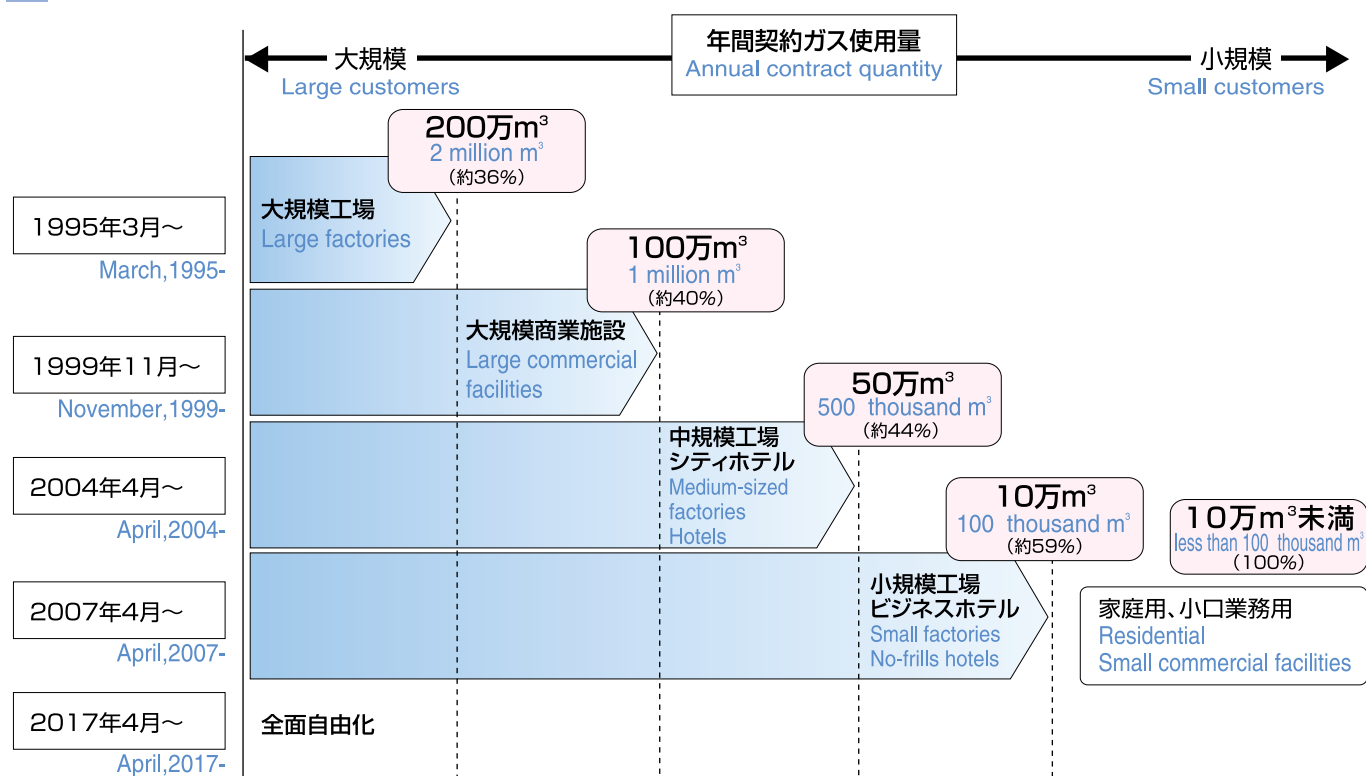 年間契約ガス使用量
Annual contract quantity
大規模
Large customers
小規模
Small customers
200万m³
2 million m³
(約36%)
1995年3月～
March,1995-
大規模工場
Large factories
100万m³
1 million m³
(約40%)
1999年11月～
November,1999-
大規模商業施設
Large commercial
facilities
50万m³
500 thousand m³
(約44%)
2004年4月～
April,2004-
中規模工場
シティホテル
Medium-sized
factories
Hotels
10万m³
100 thousand m³
(約59%)
10万m³未満
less than 100 thousand m³
(100%)
2007年4月～
April,2007-
小規模工場
ビジネスホテル
Small factories
No-frills hotels
家庭用、小口業務用
Residential
Small commercial facilities
2017年4月～
April,2017-
全面自由化